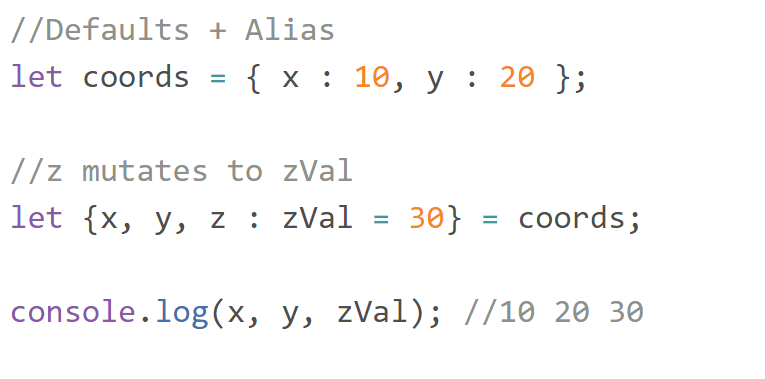 //Defaults + Alias
let coords = { x : 10, y : 20 };
//z mutates to zVal
let {x, y, z : zVal = 30} = coords;
console.log(x, y, zVal); //10 20 30